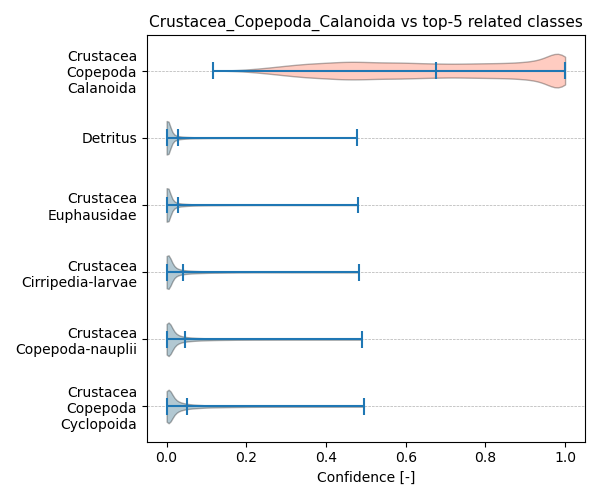 Crustacea_Copepoda_Calanoida vs top-5 related classes
Crustacea
Copepoda
Calanoida
Detritus
Crustacea
Euphausidae
Crustacea
Cirripedia-larvae
Crustacea
Copepoda-nauplii
Crustacea
Copepoda
Cyclopoida
0.0 0.2 0.4 0.6 0.8 1.0
Confidence [-]